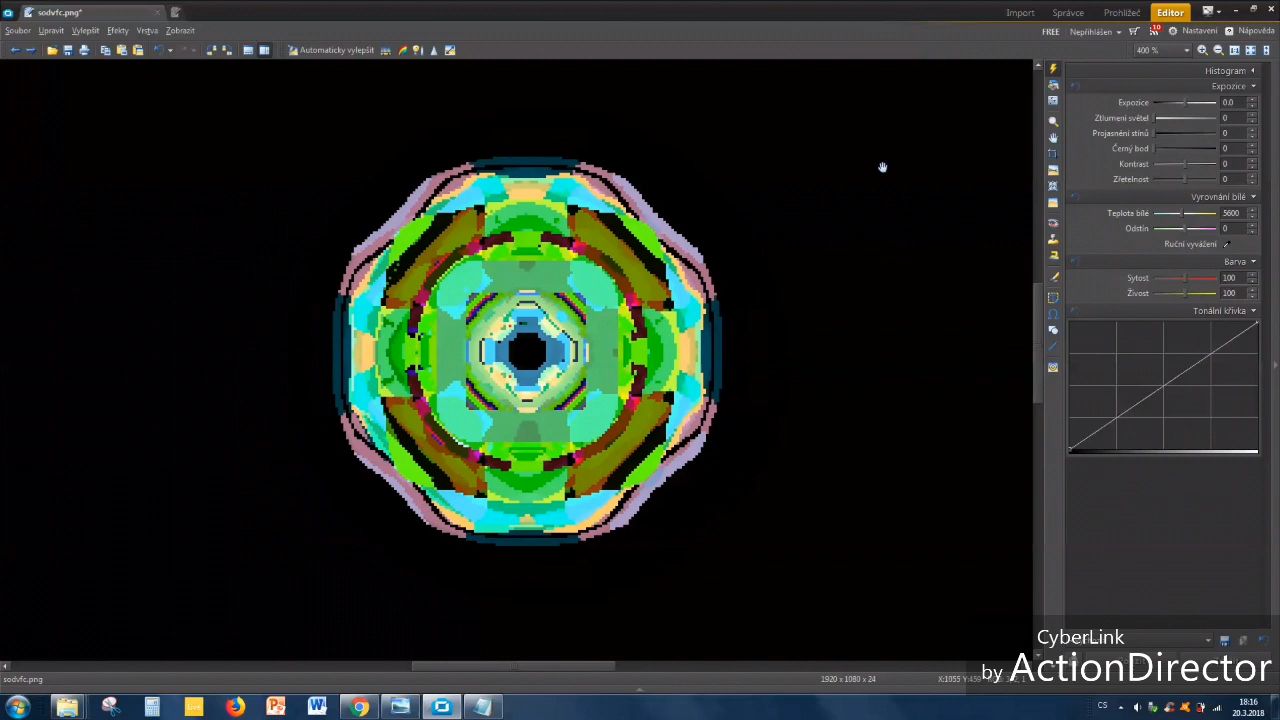 sodvfc.png*
Import Správce Prohlížeč Editor
Soubor Upravit Vylepšit Efekty Vrstva Zobrazit
FREE Nepřihlášen 10 Nastavení Nápověda
Automaticky vylepšit
400 %
Histogram
Expozice
Expozice 0.0
Ztlumení světel 0
Projasnění stínů 0
Černý bod 0
Kontrast 0
Zřetelnost 0
Vyrovnání bílé
Teplota bílé 5600
Odstín 0
Ruční vyvážení
Barva
Sytost 100
Živost 100
Tonální křivka
CyberLink
by ActionDirector
sodvfc.png
1920 x 1080 x 24
CS
18:16
20.3.2018